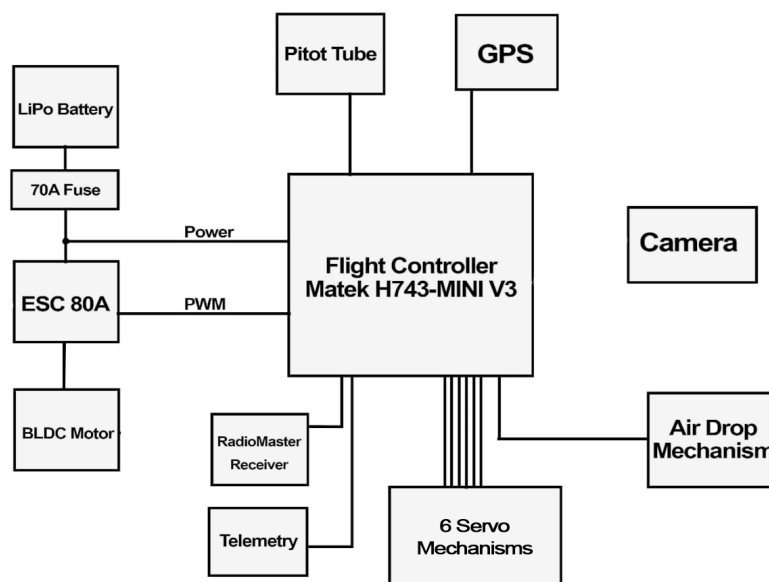 Pitot Tube
GPS
LiPo Battery
70A Fuse
Power
Flight Controller
Matek H743-MINI V3
Camera
ESC 80A
PWM
BLDC Motor
RadioMaster
Receiver
Air Drop
Mechanism
Telemetry
6 Servo
Mechanisms